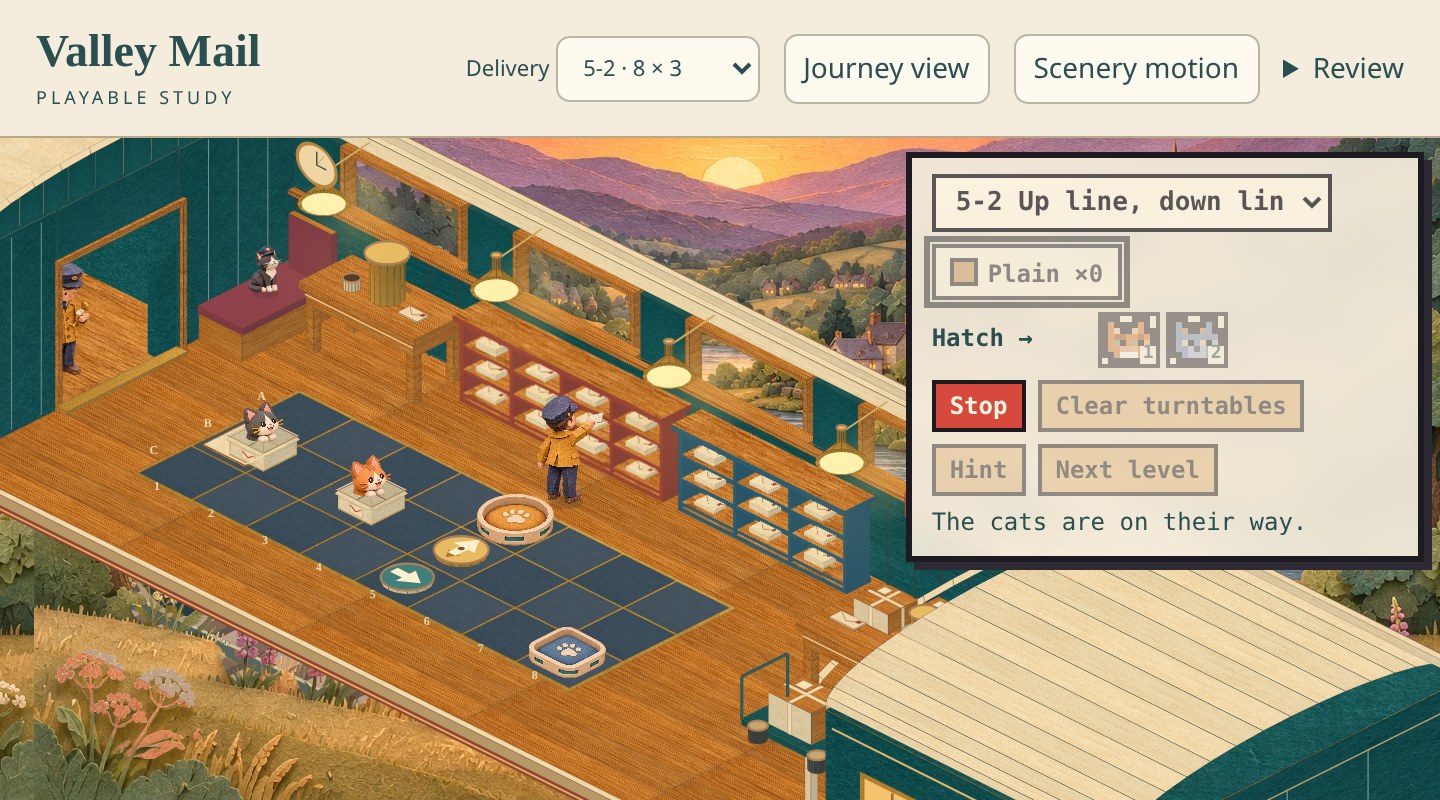 Valley Mail
PLAYABLE STUDY
Delivery
5-2 · 8 × 3
Journey view
Scenery motion
▶ Review
5-2 Up line, down lin
Plain ×0
Hatch →
1
2
Stop
Clear turntables
Hint
Next level
The cats are on their way.
A
B
C
1
2
3
4
5
6
7
8